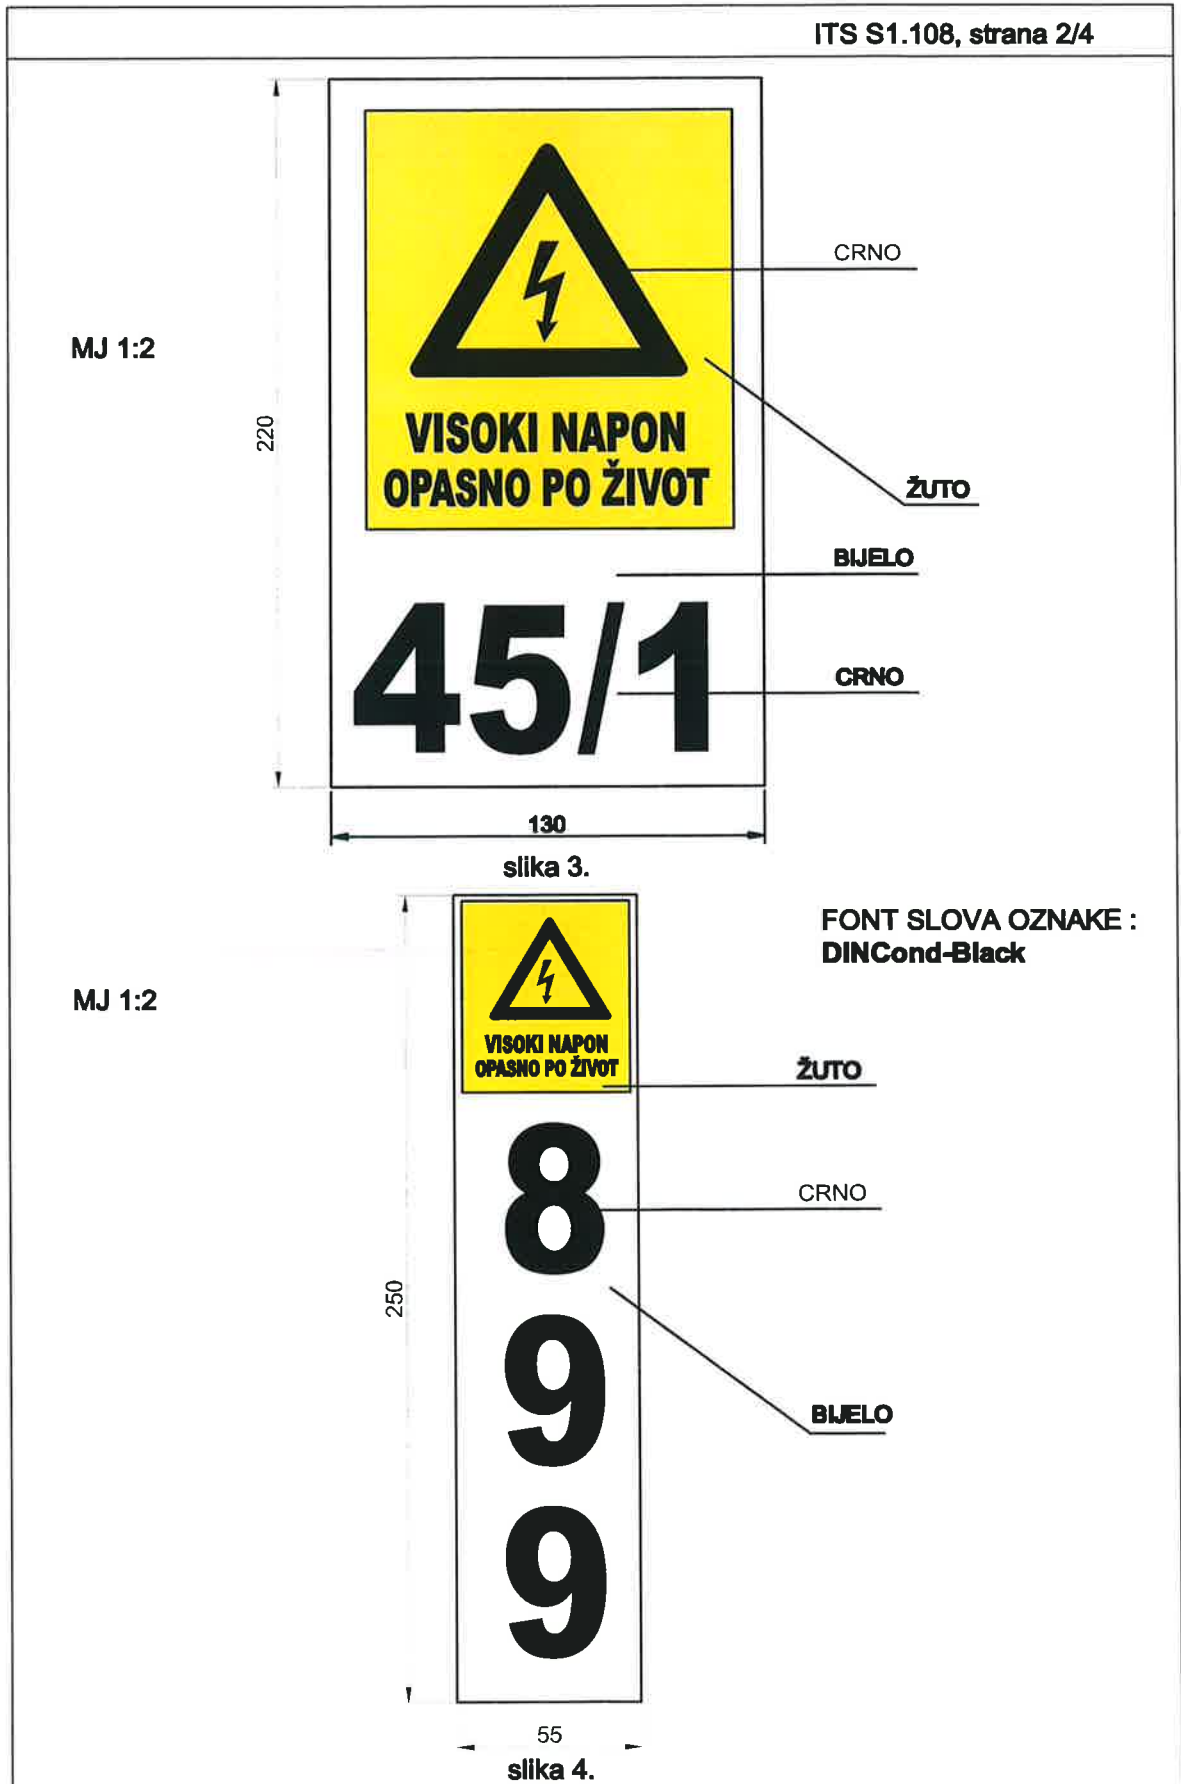 ITS S1.108, strana 2/4
220
MJ 1:2
VISOKI NAPON
OPASNO PO ŽIVOT
45/1
CRNO
ŽUTO
BIJELO
CRNO
130
slika 3.
FONT SLOVA OZNAKE :
DINCond-Black
MJ 1:2
250
VISOKI NAPON
OPASNO PO ŽIVOT
8
9
9
ŽUTO
CRNO
BIJELO
55
slika 4.